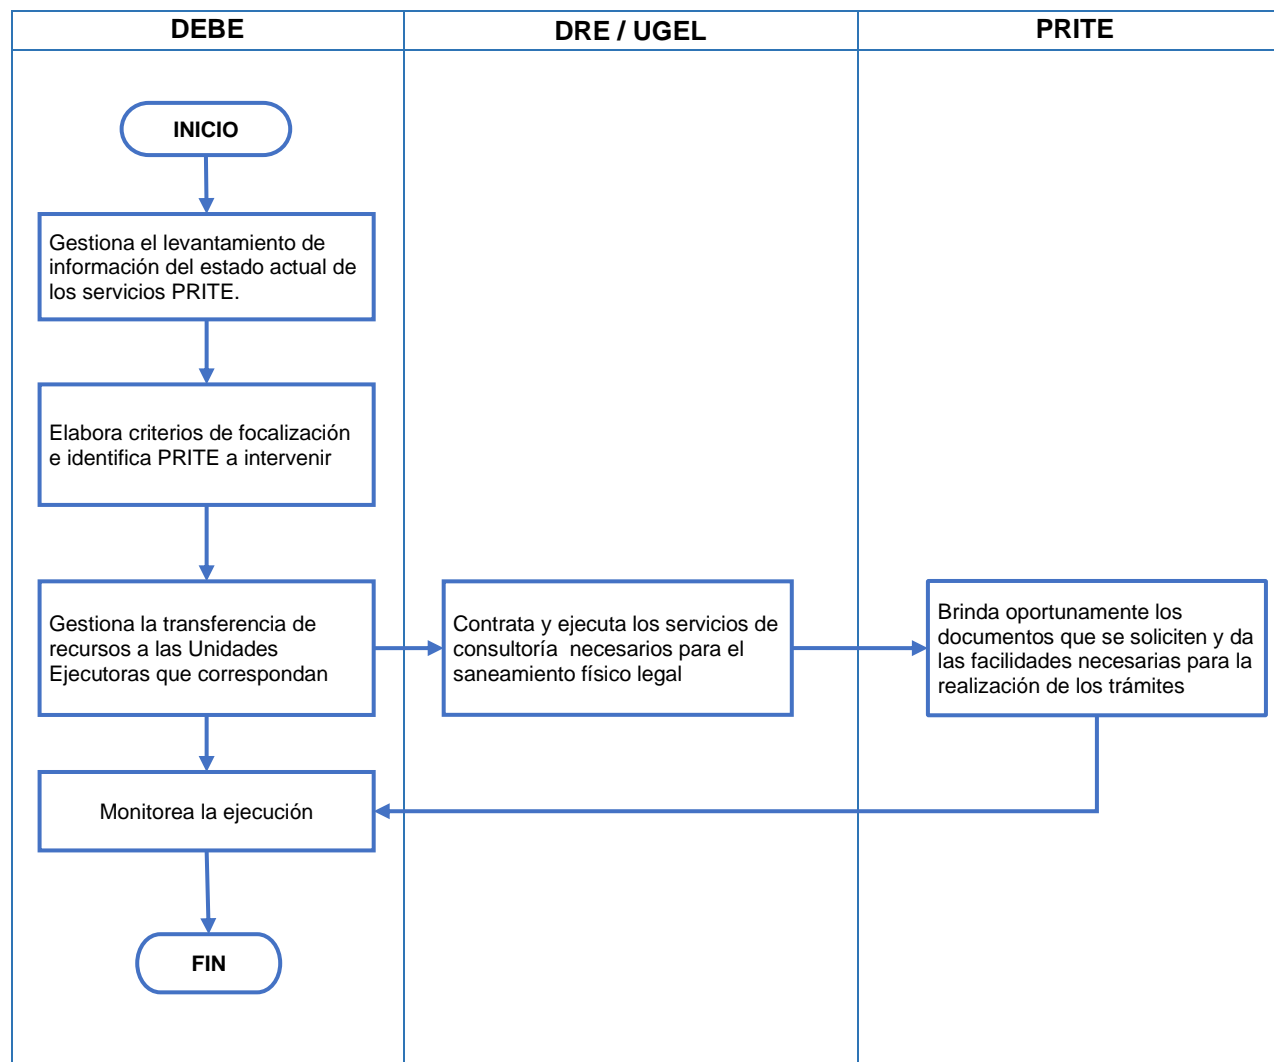 DEBE
DRE / UGEL
PRITE
INICIO
Gestiona el levantamiento de
información del estado actual de
los servicios PRITE.
Elabora criterios de focalización
e identifica PRITE a intervenir
Gestiona la transferencia de
recursos a las Unidades
Ejecutoras que correspondan
Contrata y ejecuta los servicios de
consultoría  necesarios para el
saneamiento físico legal
Brinda oportunamente los
documentos que se soliciten y da
las facilidades necesarias para la
realización de los trámites
Monitorea la ejecución
FIN